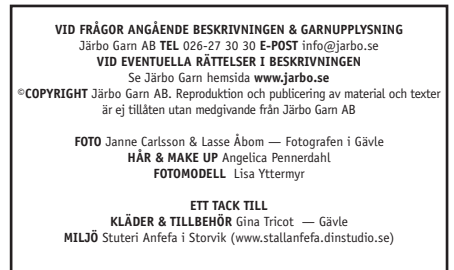 VID FRÅGOR ANGÅENDE BESKRIVNINGEN & GARNUPPLYSNING
Järbo Garn AB TEL 026-27 30 30 E-POST info@jarbo.se
VID EVENTUELLA RÄTTELSER I BESKRIVNINGEN
Se Järbo Garn hemsida www.jarbo.se
©COPYRIGHT Järbo Garn AB. Reproduktion och publicering av material och texter
är ej tillåten utan medgivande från Järbo Garn AB
FOTO Janne Carlsson & Lasse Åbom — Fotografen i Gävle
HÅR & MAKE UP Angelica Pennerdahl
FOTOMODELL Lisa Yttermyr
ETT TACK TILL
KLÄDER & TILLBEHÖR Gina Tricot — Gävle
MILJÖ Stuteri Anfefa i Storvik (www.stallanfefa.dinstudio.se)